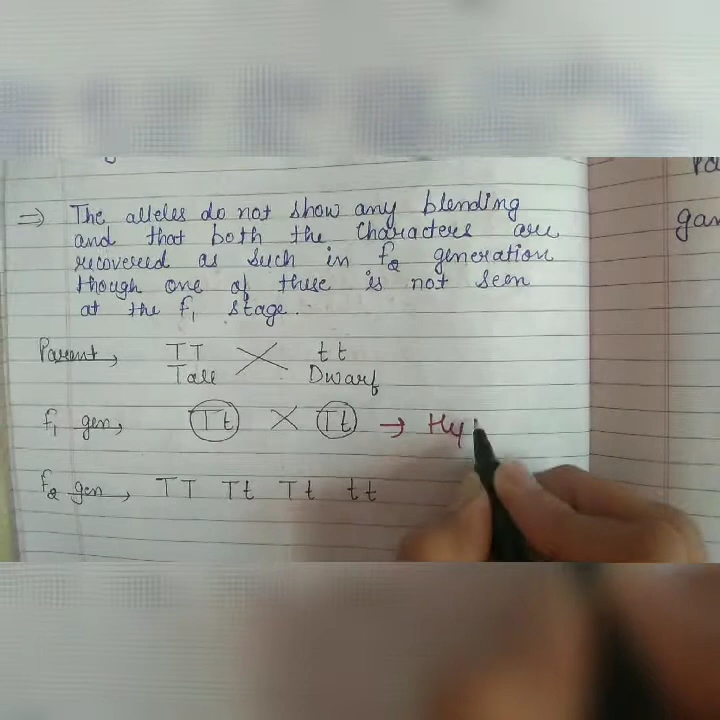 ⇒ The alleles do not show any blending
and that both the characters are
recovered as such in f₂ generation
though one of these is not seen
at the f₁ stage.
Parent, TT × tt
Tall Dwarf
f₁ gen, Tt × Tt → Hy
f₂ gen, TT Tt Tt tt
Pa
gam